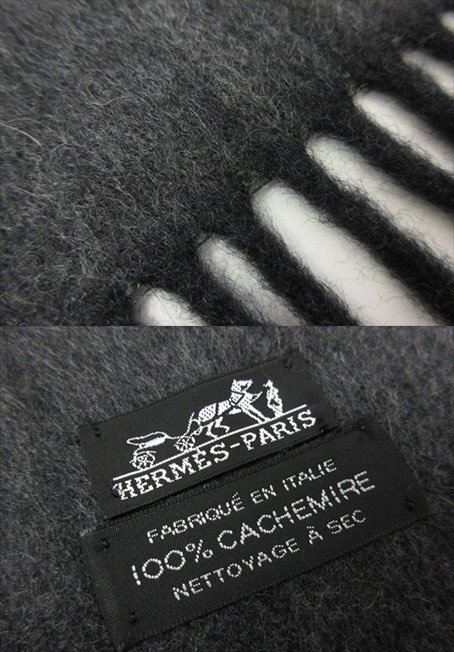 HERMÈS-PARIS
FABRIQUÉ EN ITALIE
100% CACHEMIRE
NETTOYAGE À SEC